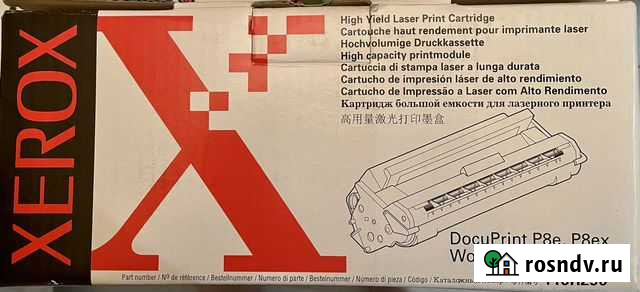 XEROX
High Yield Laser Print Cartridge
Cartouche haut rendement pour imprimante laser
Hochvolumige Druckkassette
High capacity printmodule
Cartuccia di stampa laser a lunga durata
Cartucho de impresión láser de alto rendimiento
Cartucho de Impressão a Laser com Alto Rendimento
Картридж большой емкости для лазерного принтера
高用量激光打印墨盒
DocuPrint P8e, P8ex
Part number / Nº de référence / Bestellnummer / Numero di parte / Bestellnummer / Número di pieza / Código /
rosndv.ru